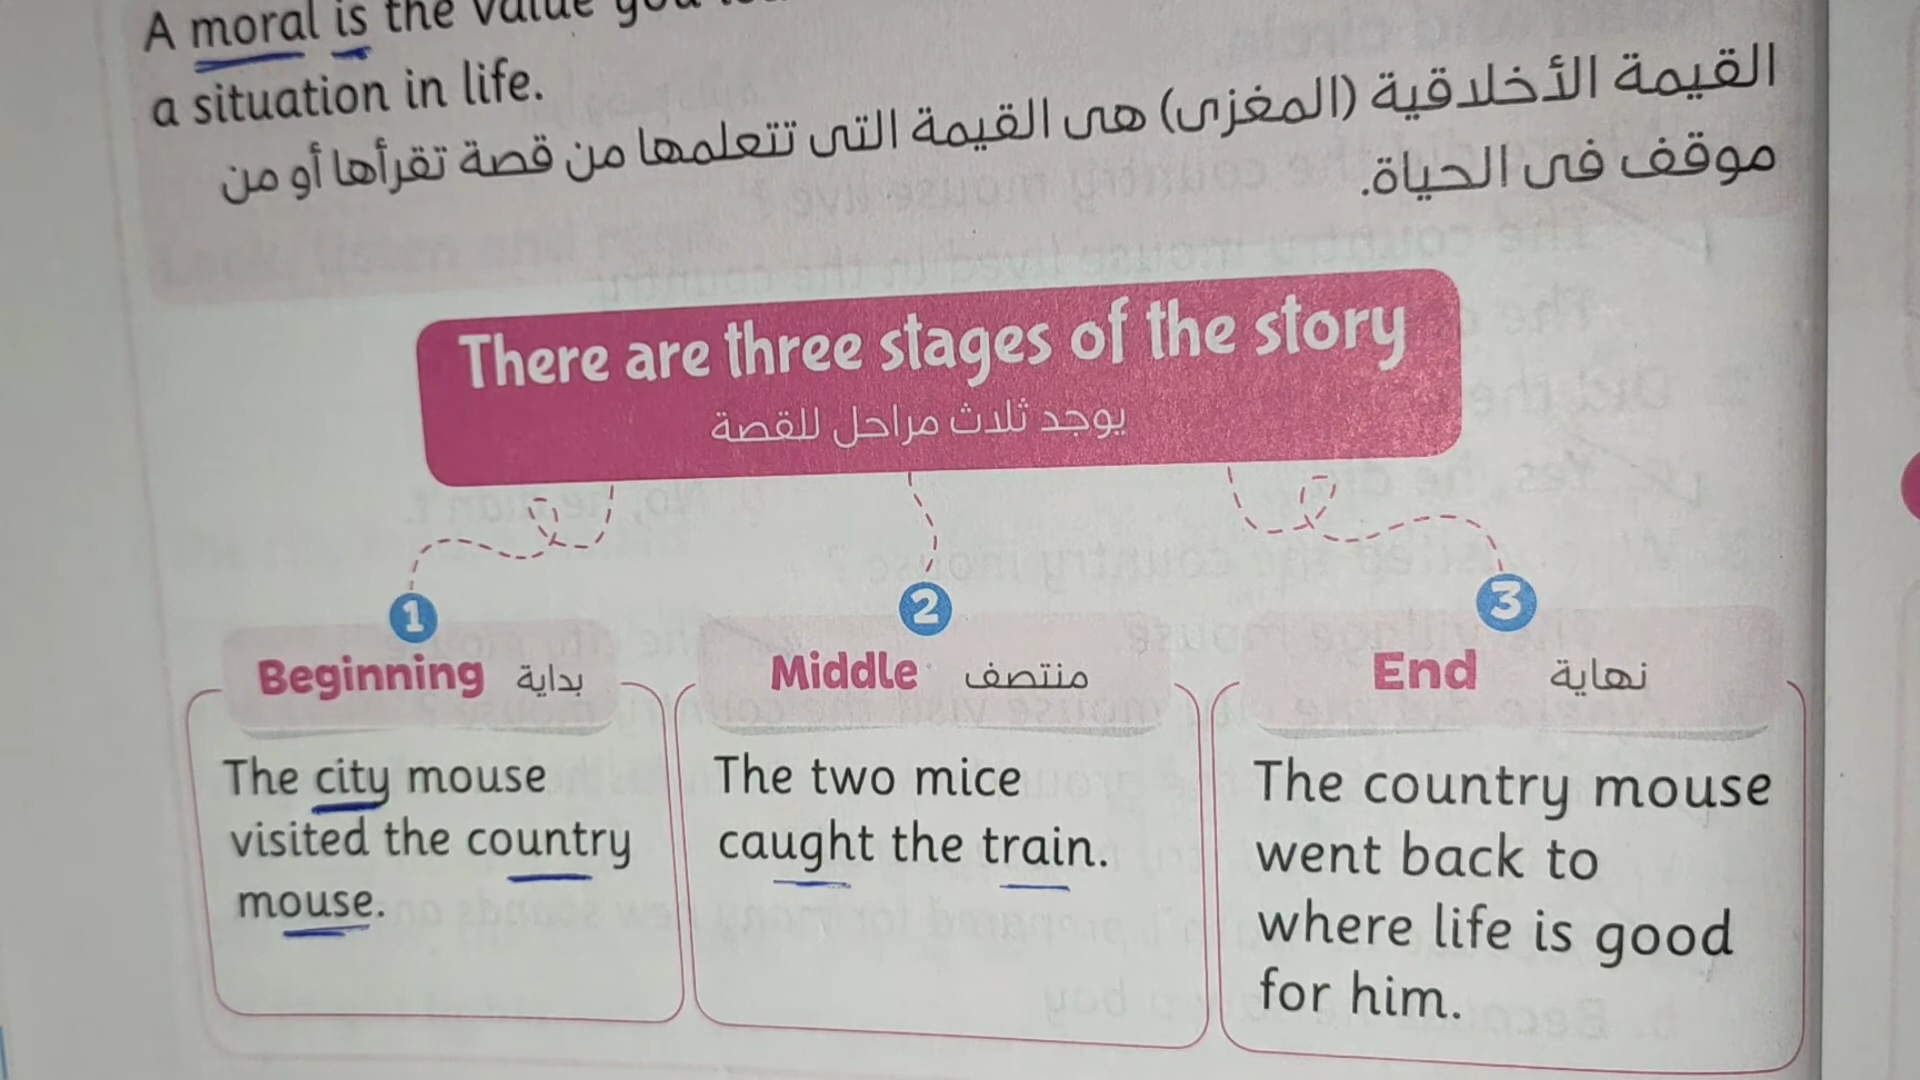 A moral is the value you
a situation in life.
القيمة الأخلاقية (المغزى) هى القيمة التى تتعلمها من قصة تقرأها أو من
موقف فى الحياة.
There are three stages of the story
يوجد ثلاث مراحل للقصة
1
Beginning بداية
The city mouse
visited the country
mouse.
2
Middle منتصف
The two mice
caught the train.
3
End نهاية
The country mouse
went back to
where life is good
for him.